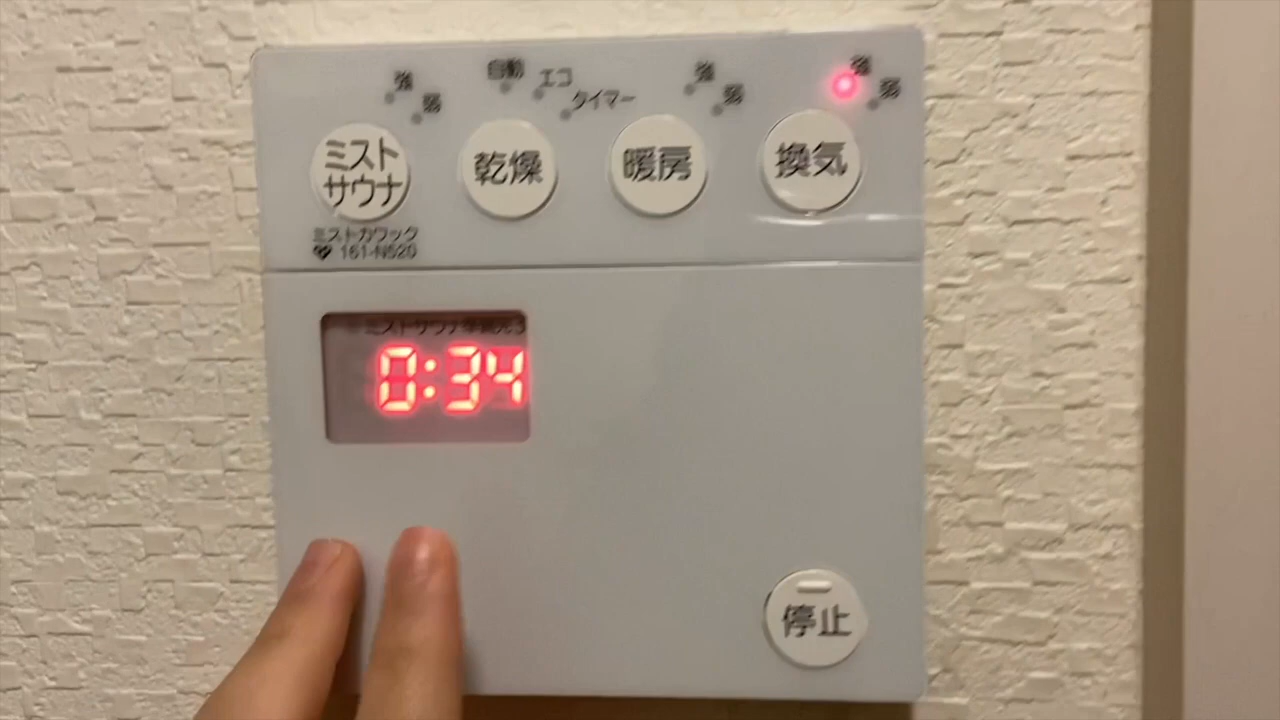 強
弱
自動
エコ
タイマー
強
弱
強
弱
ミスト
サウナ
乾燥
暖房
換気
ミストカワック
161-N520
0:34
停止